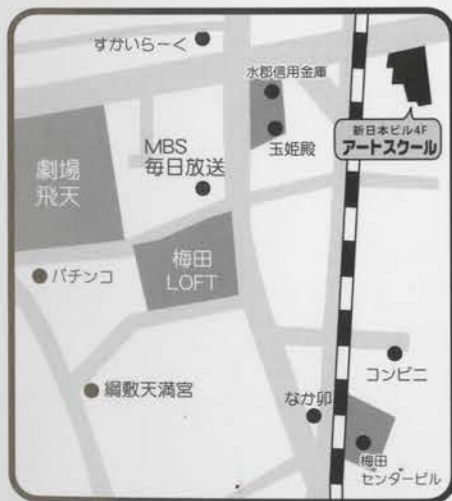 すかいらーく
水郡信用金庫
玉姫殿
新日本ビル4F
アートスクール
MBS
毎日放送
劇場
飛天
梅田
LOFT
パチンコ
綱敷天満宮
コンビニ
なか卯
梅田
センタービル